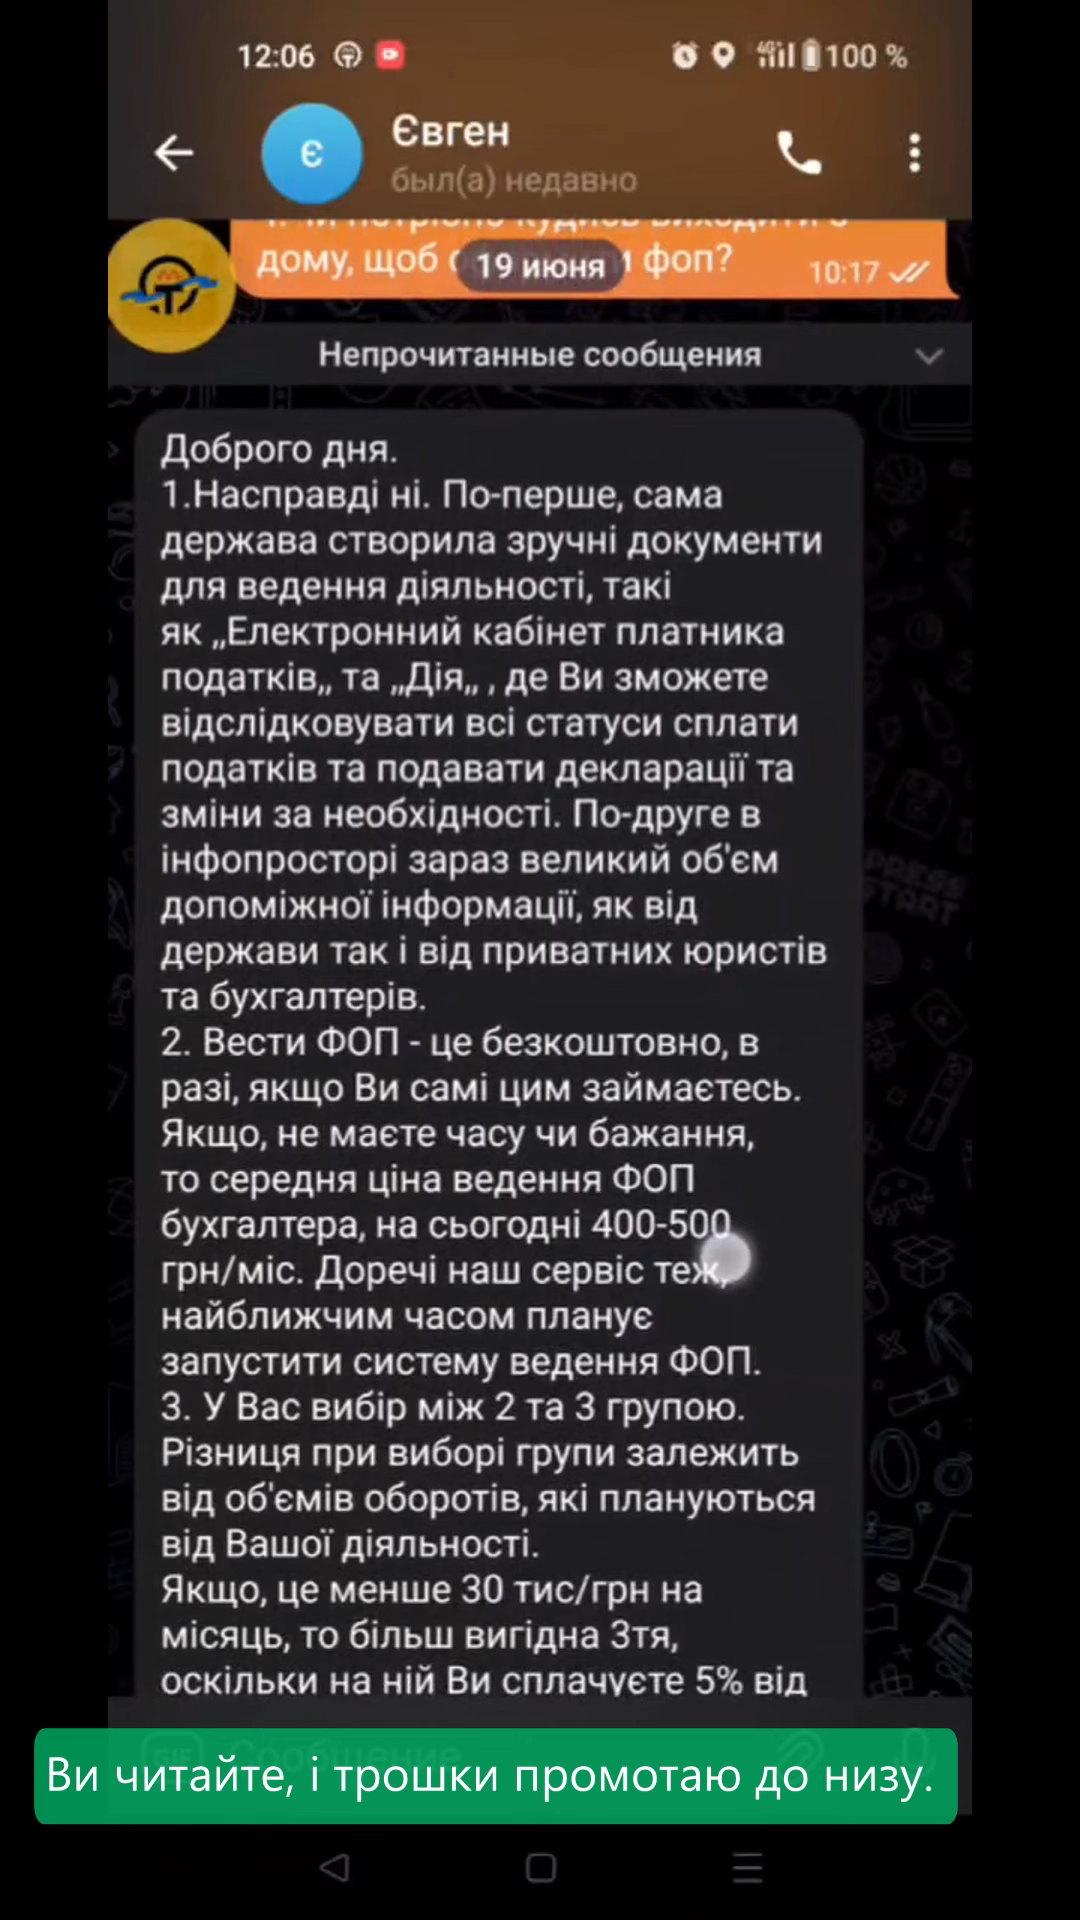 12:06
4G
100 %
Євген
є
был(а) недавно
дому, щоб
фоп?
19 июня
10:17
Непрочитанные сообщения
Доброго дня.
1.Насправді ні. По-перше, сама
держава створила зручні документи
для ведення діяльності, такі
як „Електронний кабінет платника
податків„ та „Дія„ , де Ви зможете
відслідковувати всі статуси сплати
податків та подавати декларації та
зміни за необхідності. По-друге в
інфопросторі зараз великий об'єм
допоміжної інформації, як від
держави так і від приватних юристів
та бухгалтерів.
2. Вести ФОП - це безкоштовно, в
разі, якщо Ви самі цим займаєтесь.
Якщо, не маєте часу чи бажання,
то середня ціна ведення ФОП
бухгалтера, на сьогодні 400-500
грн/міс. Доречі наш сервіс теж,
найближчим часом планує
запустити систему ведення ФОП.
3. У Вас вибір між 2 та 3 групою.
Різниця при виборі групи залежить
від об'ємів оборотів, які плануються
від Вашої діяльності.
Якщо, це менше 30 тис/грн на
місяць, то більш вигідна 3тя,
оскільки на ній Ви сплачуєте 5% від
GIF Сообщение
Ви читайте, і трошки промотаю до низу.
PRESS
START